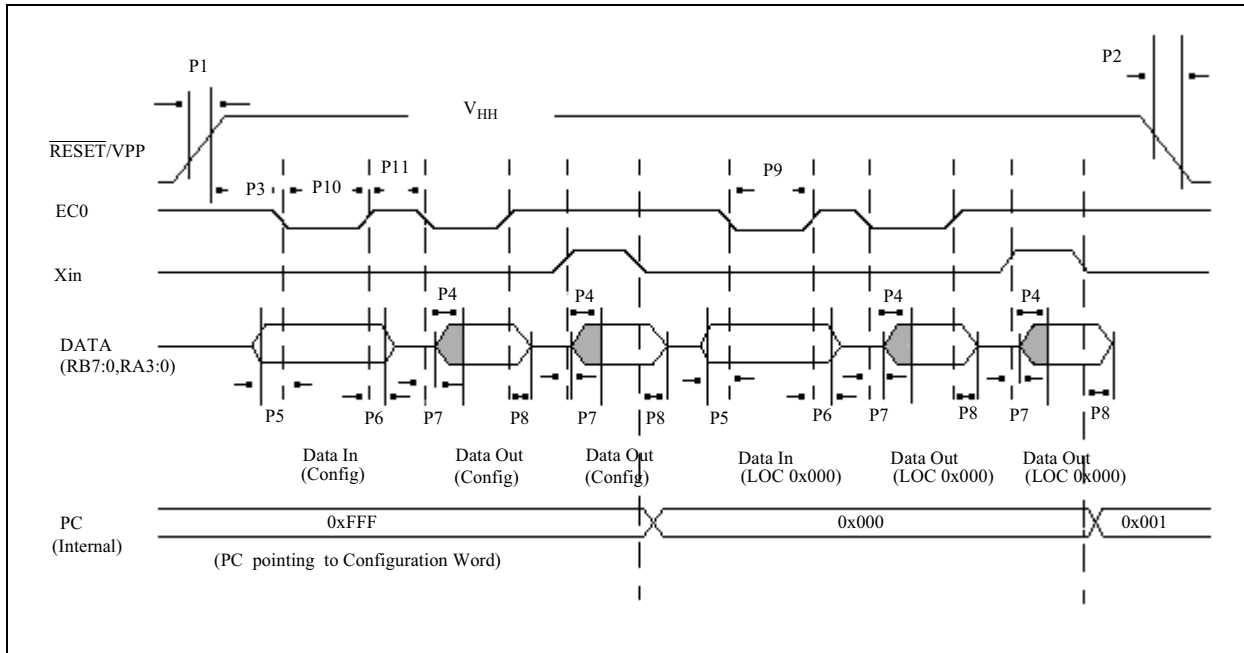 P1
P2
VHH
RESET/VPP
P3
P10
P11
P9
EC0
Xin
P4
P4
P4
P4
DATA
(RB7:0,RA3:0)
P5
P6
P7
P8
P7
P8
P5
P6
P7
P8
P7
P8
Data In
(Config)
Data Out
(Config)
Data Out
(Config)
Data In
(LOC 0x000)
Data Out
(LOC 0x000)
Data Out
(LOC 0x000)
PC
(Internal)
0xFFF
0x000
0x001
(PC pointing to Configuration Word)